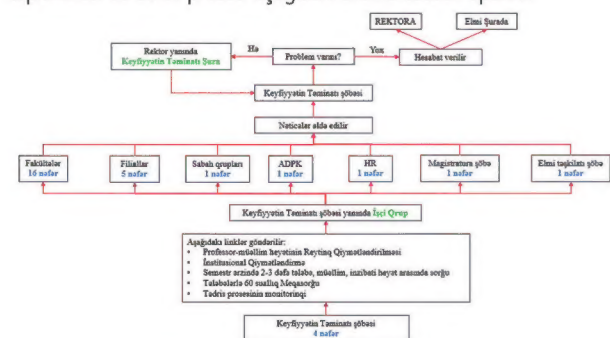 REKTORA
Elmi Şurada
Rektor yanında
Keyfiyyətin Təminatı Şura
Hə
Problem varmı?
Yox
Hesabat verilir
Keyfiyyətin Təminatı şöbəsi
Nəticələr əldə edilir
Fakültələr
16 nəfər
Filiallar
5 nəfər
Sabah qrupları
1 nəfər
ADPK
1 nəfər
HR
1 nəfər
Magistratura şöbə
1 nəfər
Elmi təşkilatı şöbə
1 nəfər
Keyfiyyətin Təminatı şöbəsi yanında İşçi Qrup
Aşağıdakı linklər göndərilir:
• Professor-müəllim heyətinin Reytinq Qiymətləndirilməsi
• İnstitusional Qiymətləndirmə
• Semestr ərzində 2-3 dəfə tələbə, müəllim, inzibati heyət arasında sorğu
• Tələbələrlə 60 suallıq Meqasorğu
• Tədris prosesinin monitorinqi
Keyfiyyətin Təminatı şöbəsi
4 nəfər